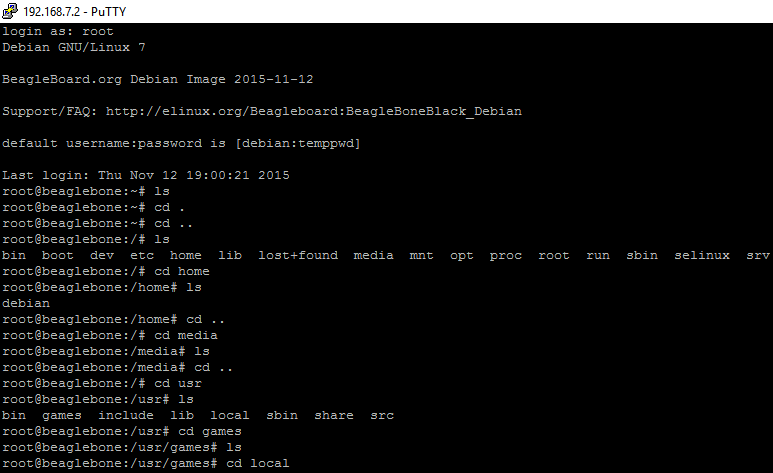 192.168.7.2 - PuTTY
login as: root
Debian GNU/Linux 7
BeagleBoard.org Debian Image 2015-11-12
Support/FAQ: http://elinux.org/Beagleboard:BeagleBoneBlack_Debian
default username:password is [debian:temppwd]
Last login: Thu Nov 12 19:00:21 2015
root@beaglebone:~# ls
root@beaglebone:~# cd .
root@beaglebone:~# cd ..
root@beaglebone:/# ls
bin  boot  dev  etc  home  lib  lost+found  media  mnt  opt  proc  root  run  sbin  selinux  srv
root@beaglebone:/# cd home
root@beaglebone:/home# ls
debian
root@beaglebone:/home# cd ..
root@beaglebone:/# cd media
root@beaglebone:/media# ls
root@beaglebone:/media# cd ..
root@beaglebone:/# cd usr
root@beaglebone:/usr# ls
bin  games  include  lib  local  sbin  share  src
root@beaglebone:/usr# cd games
root@beaglebone:/usr/games# ls
root@beaglebone:/usr/games# cd local